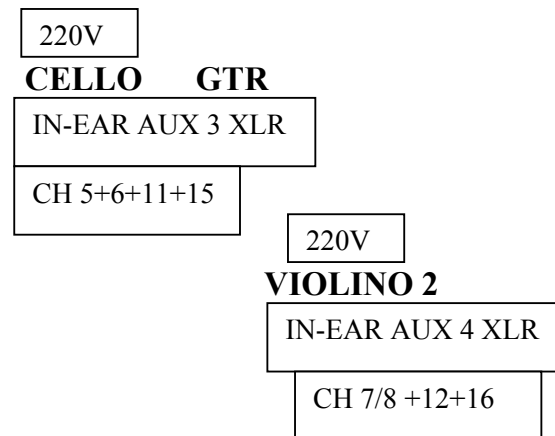 220V
CELLO GTR
IN-EAR AUX 3 XLR
CH 5+6+11+15
220V
VIOLINO 2
IN-EAR AUX 4 XLR
CH 7/8 +12+16